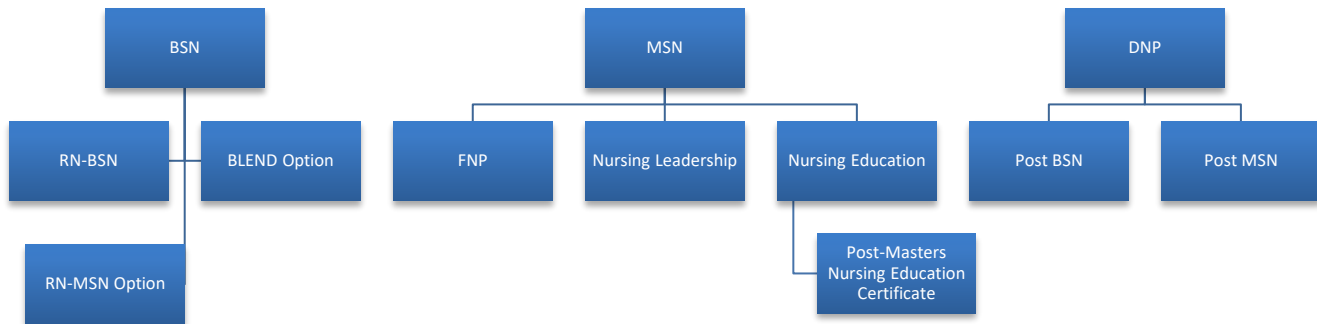 BSN
MSN
DNP
RN-BSN
BLEND Option
FNP
Nursing Leadership
Nursing Education
Post BSN
Post MSN
RN-MSN Option
Post-Masters
Nursing Education
Certificate